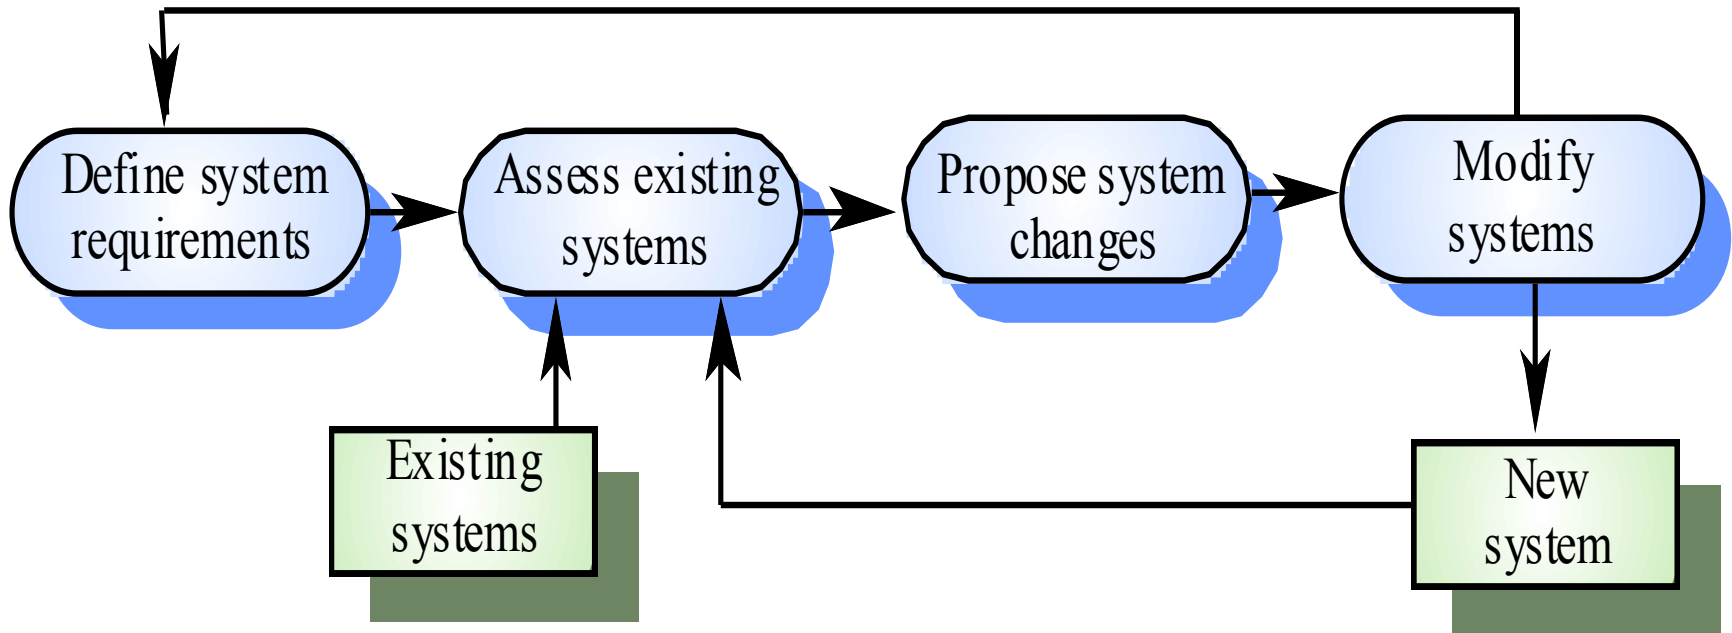 Define system
requirements
Assess existing
systems
Propose system
changes
Modify
systems
Existing
systems
New
system